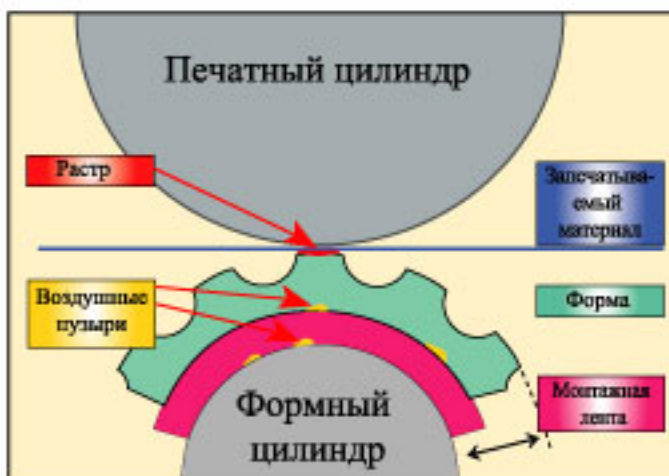 Печатный цилиндр
Растр
Запечатыва-
емый
материал
Воздушные
пузыри
Форма
Монтажная
лента
Формный
цилиндр